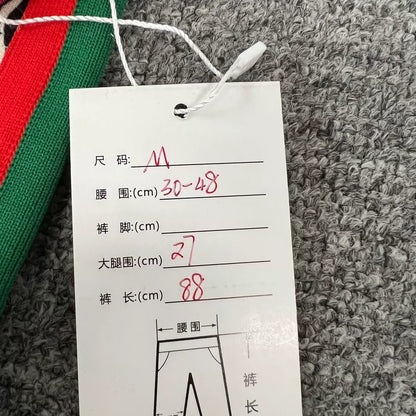 尺 码: M
腰 围:(cm) 30-48
裤 脚:(cm)
大腿围:(cm) 27
裤 长:(cm) 88
腰围
裤长